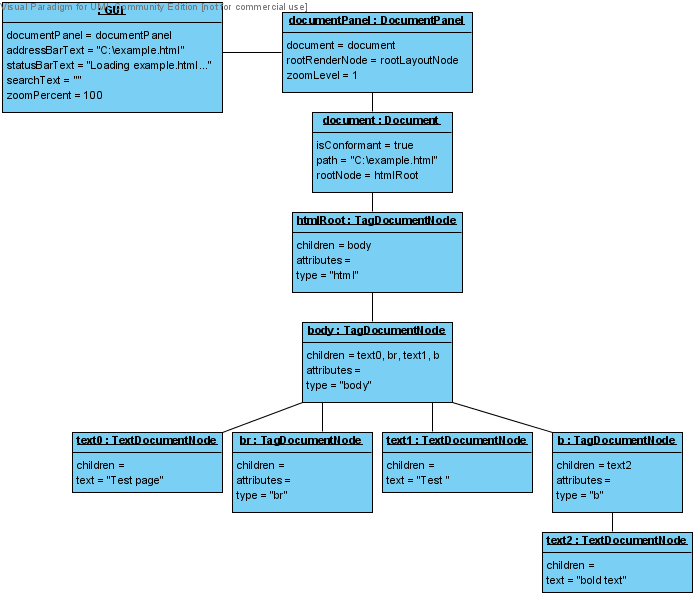 Visual Paradigm for UML Community Edition [not for commercial use]
: GUI
documentPanel = documentPanel
addressBarText = "C:\example.html"
statusBarText = "Loading example.html..."
searchText = ""
zoomPercent = 100
documentPanel : DocumentPanel
document = document
rootRenderNode = rootLayoutNode
zoomLevel = 1
document : Document
isConformant = true
path = "C:\example.html"
rootNode = htmlRoot
htmlRoot : TagDocumentNode
children = body
attributes =
type = "html"
body : TagDocumentNode
children = text0, br, text1, b
attributes =
type = "body"
text0 : TextDocumentNode
children =
text = "Test page"
br : TagDocumentNode
children =
attributes =
type = "br"
text1 : TextDocumentNode
children =
text = "Test "
b : TagDocumentNode
children = text2
attributes =
type = "b"
text2 : TextDocumentNode
children =
text = "bold text"